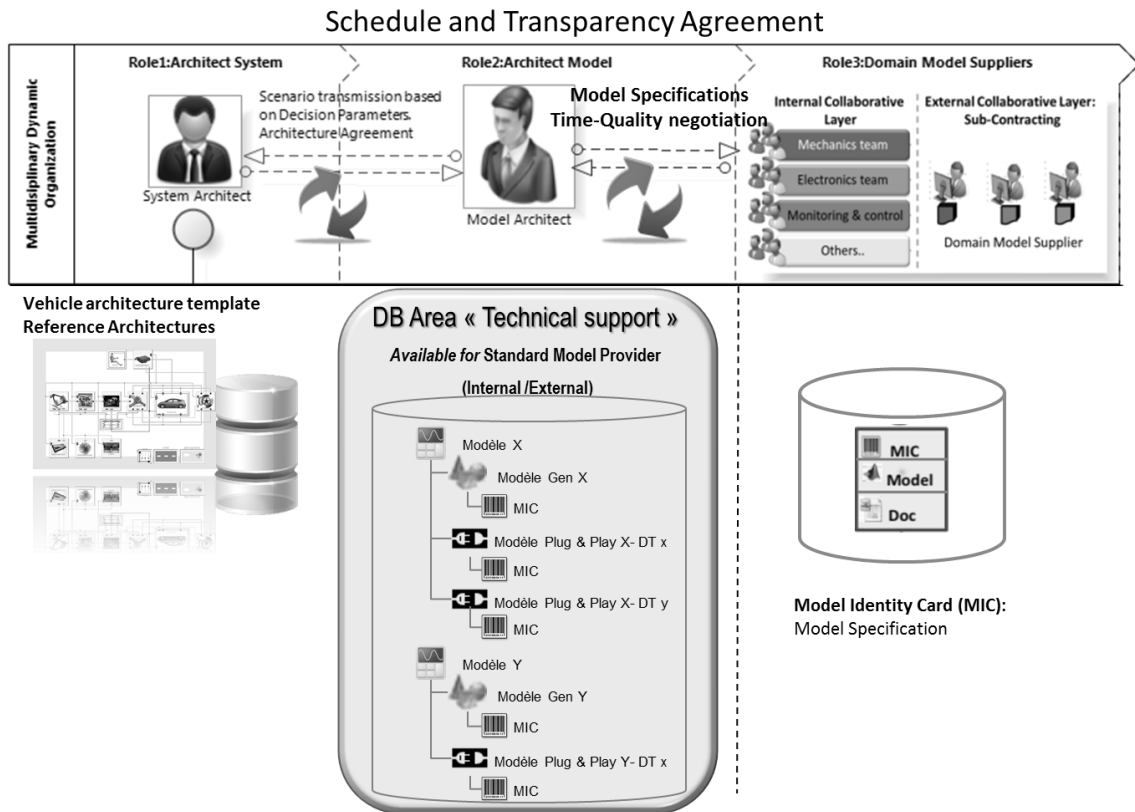 Schedule and Transparency Agreement
Multidisiplinary Dynamic
Organization
Role1:Architect System
Scenario transmission based
on Decision Parameters.
Architecture Agreement
System Architect
Role2:Architect Model
Model Specifications
Time-Quality negotiation
Model Architect
Role3:Domain Model Suppliers
Internal Collaborative
Layer
Mechanics team
Electronics team
Monitoring & control
Others..
External Collaborative Layer:
Sub-Contracting
Domain Model Supplier
Vehicle architecture template
Reference Architectures
DB Area « Technical support »
Available for Standard Model Provider
(Internal /External)
Modèle X
Modèle Gen X
MIC
Modèle Plug & Play X- DT x
MIC
Modèle Plug & Play X- DT y
MIC
Modèle Y
Modèle Gen Y
MIC
Modèle Plug & Play Y- DT x
MIC
MIC
Model
Doc
Model Identity Card (MIC):
Model Specification